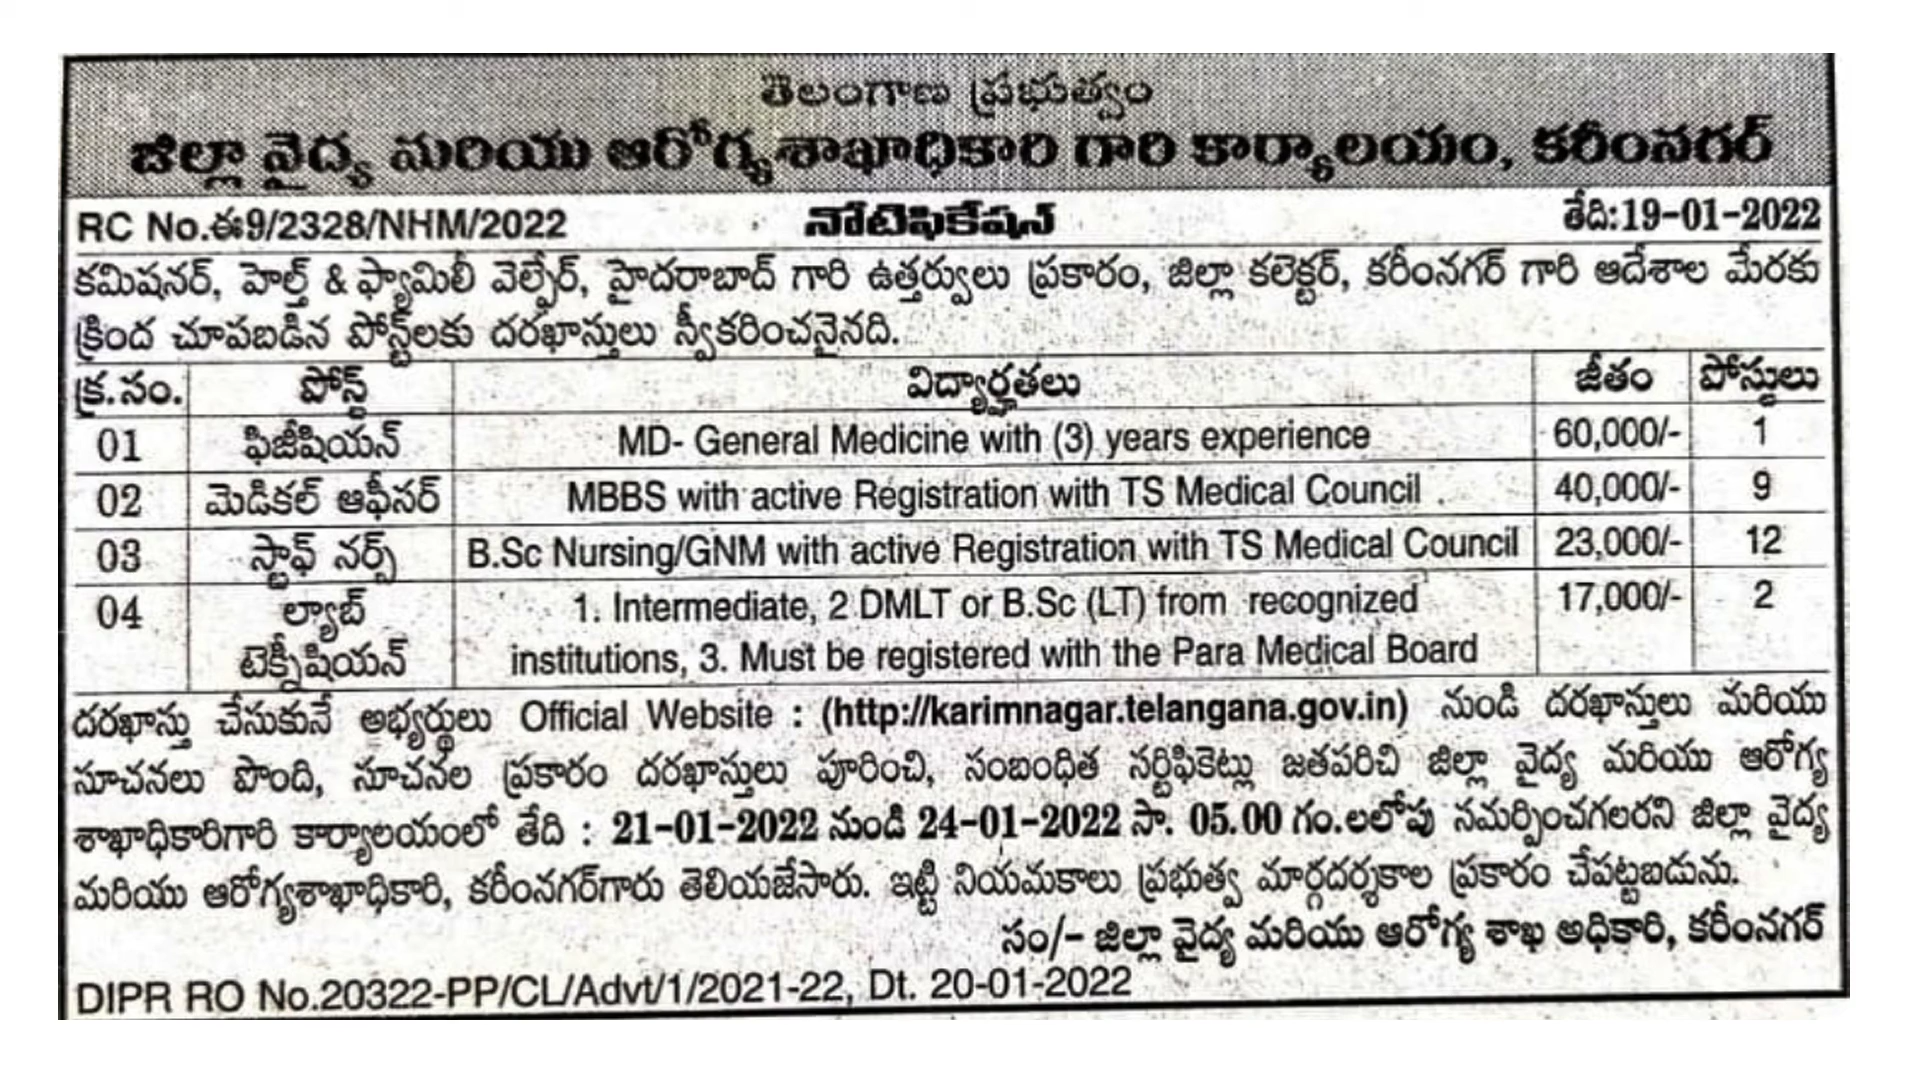 తెలంగాణ ప్రభుత్వం
జిల్లా వైద్య మరియు ఆరోగ్యశాఖాధికారి గారి కార్యాలయం, కరీంనగర్
RC No.ఈ9/2328/NHM/2022 నోటిఫికేషన్ తేది:19-01-2022
కమిషనర్, హెల్త్ & ఫ్యామిలీ వెల్ఫేర్, హైదరాబాద్ గారి ఉత్తర్వులు ప్రకారం, జిల్లా కలెక్టర్, కరీంనగర్ గారి ఆదేశాల మేరకు
క్రింద చూపబడిన పోస్ట్‌లకు దరఖాస్తులు స్వీకరించనైనది.
క్ర.సం. పోస్ట్ విద్యార్హతలు జీతం పోస్టులు
01 ఫిజీషియన్ MD- General Medicine with (3) years experience 60,000/- 1
02 మెడికల్ ఆఫీసర్ MBBS with active Registration with TS Medical Council 40,000/- 9
03 స్టాఫ్ నర్స్ B.Sc Nursing/GNM with active Registration with TS Medical Council 23,000/- 12
04 ల్యాబ్ 1. Intermediate, 2 DMLT or B.Sc (LT) from recognized 17,000/- 2
టెక్నీషియన్ institutions, 3. Must be registered with the Para Medical Board
దరఖాస్తు చేసుకునే అభ్యర్థులు Official Website : (http://karimnagar.telangana.gov.in) నుండి దరఖాస్తులు మరియు
సూచనలు పొంది, సూచనల ప్రకారం దరఖాస్తులు పూరించి, సంబంధిత సర్టిఫికెట్లు జతపరిచి జిల్లా వైద్య మరియు ఆరోగ్య
శాఖాధికారిగారి కార్యాలయంలో తేది : 21-01-2022 నుండి 24-01-2022 సా. 05.00 గం.లలోపు సమర్పించగలరని జిల్లా వైద్య
మరియు ఆరోగ్యశాఖాధికారి, కరీంనగర్‌గారు తెలియజేసారు. ఇట్టి నియమకాలు ప్రభుత్వ మార్గదర్శకాల ప్రకారం చేపట్టబడును.
సం/- జిల్లా వైద్య మరియు ఆరోగ్య శాఖ అధికారి, కరీంనగర్
DIPR RO No.20322-PP/CL/Advt/1/2021-22, Dt. 20-01-2022